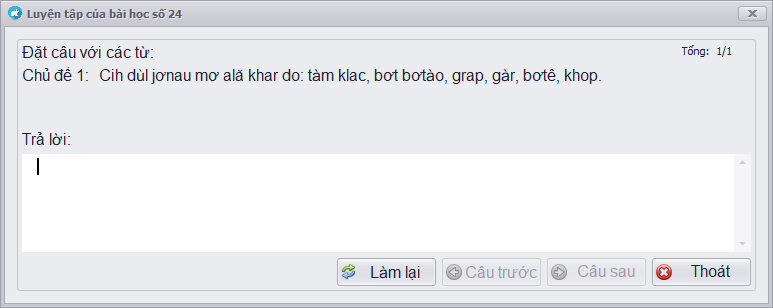 Luyện tập của bài học số 24
Đặt câu với các từ:
Tổng: 1/1
Chủ đề 1: Cih dùl jơnau mơ ală khar do: tàm klac, bơt bơtào, grap, gàr, bơtê, khop.
Trả lời:
Làm lại
Câu trước
Câu sau
Thoát